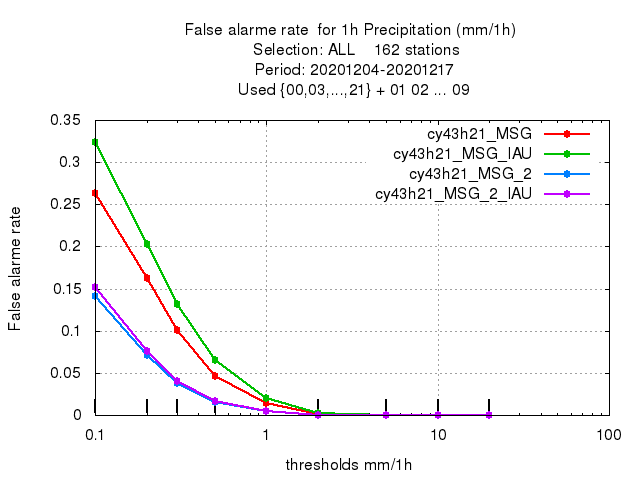 False alarme rate  for 1h Precipitation (mm/1h)
Selection: ALL    162 stations
Period: 20201204-20201217
Used {00,03,...,21} + 01 02 ... 09
cy43h21_MSG
cy43h21_MSG_IAU
cy43h21_MSG_2
cy43h21_MSG_2_IAU
0.35
0.3
0.25
0.2
0.15
0.1
0.05
0
False alarme rate
0.1
1
10
100
thresholds mm/1h